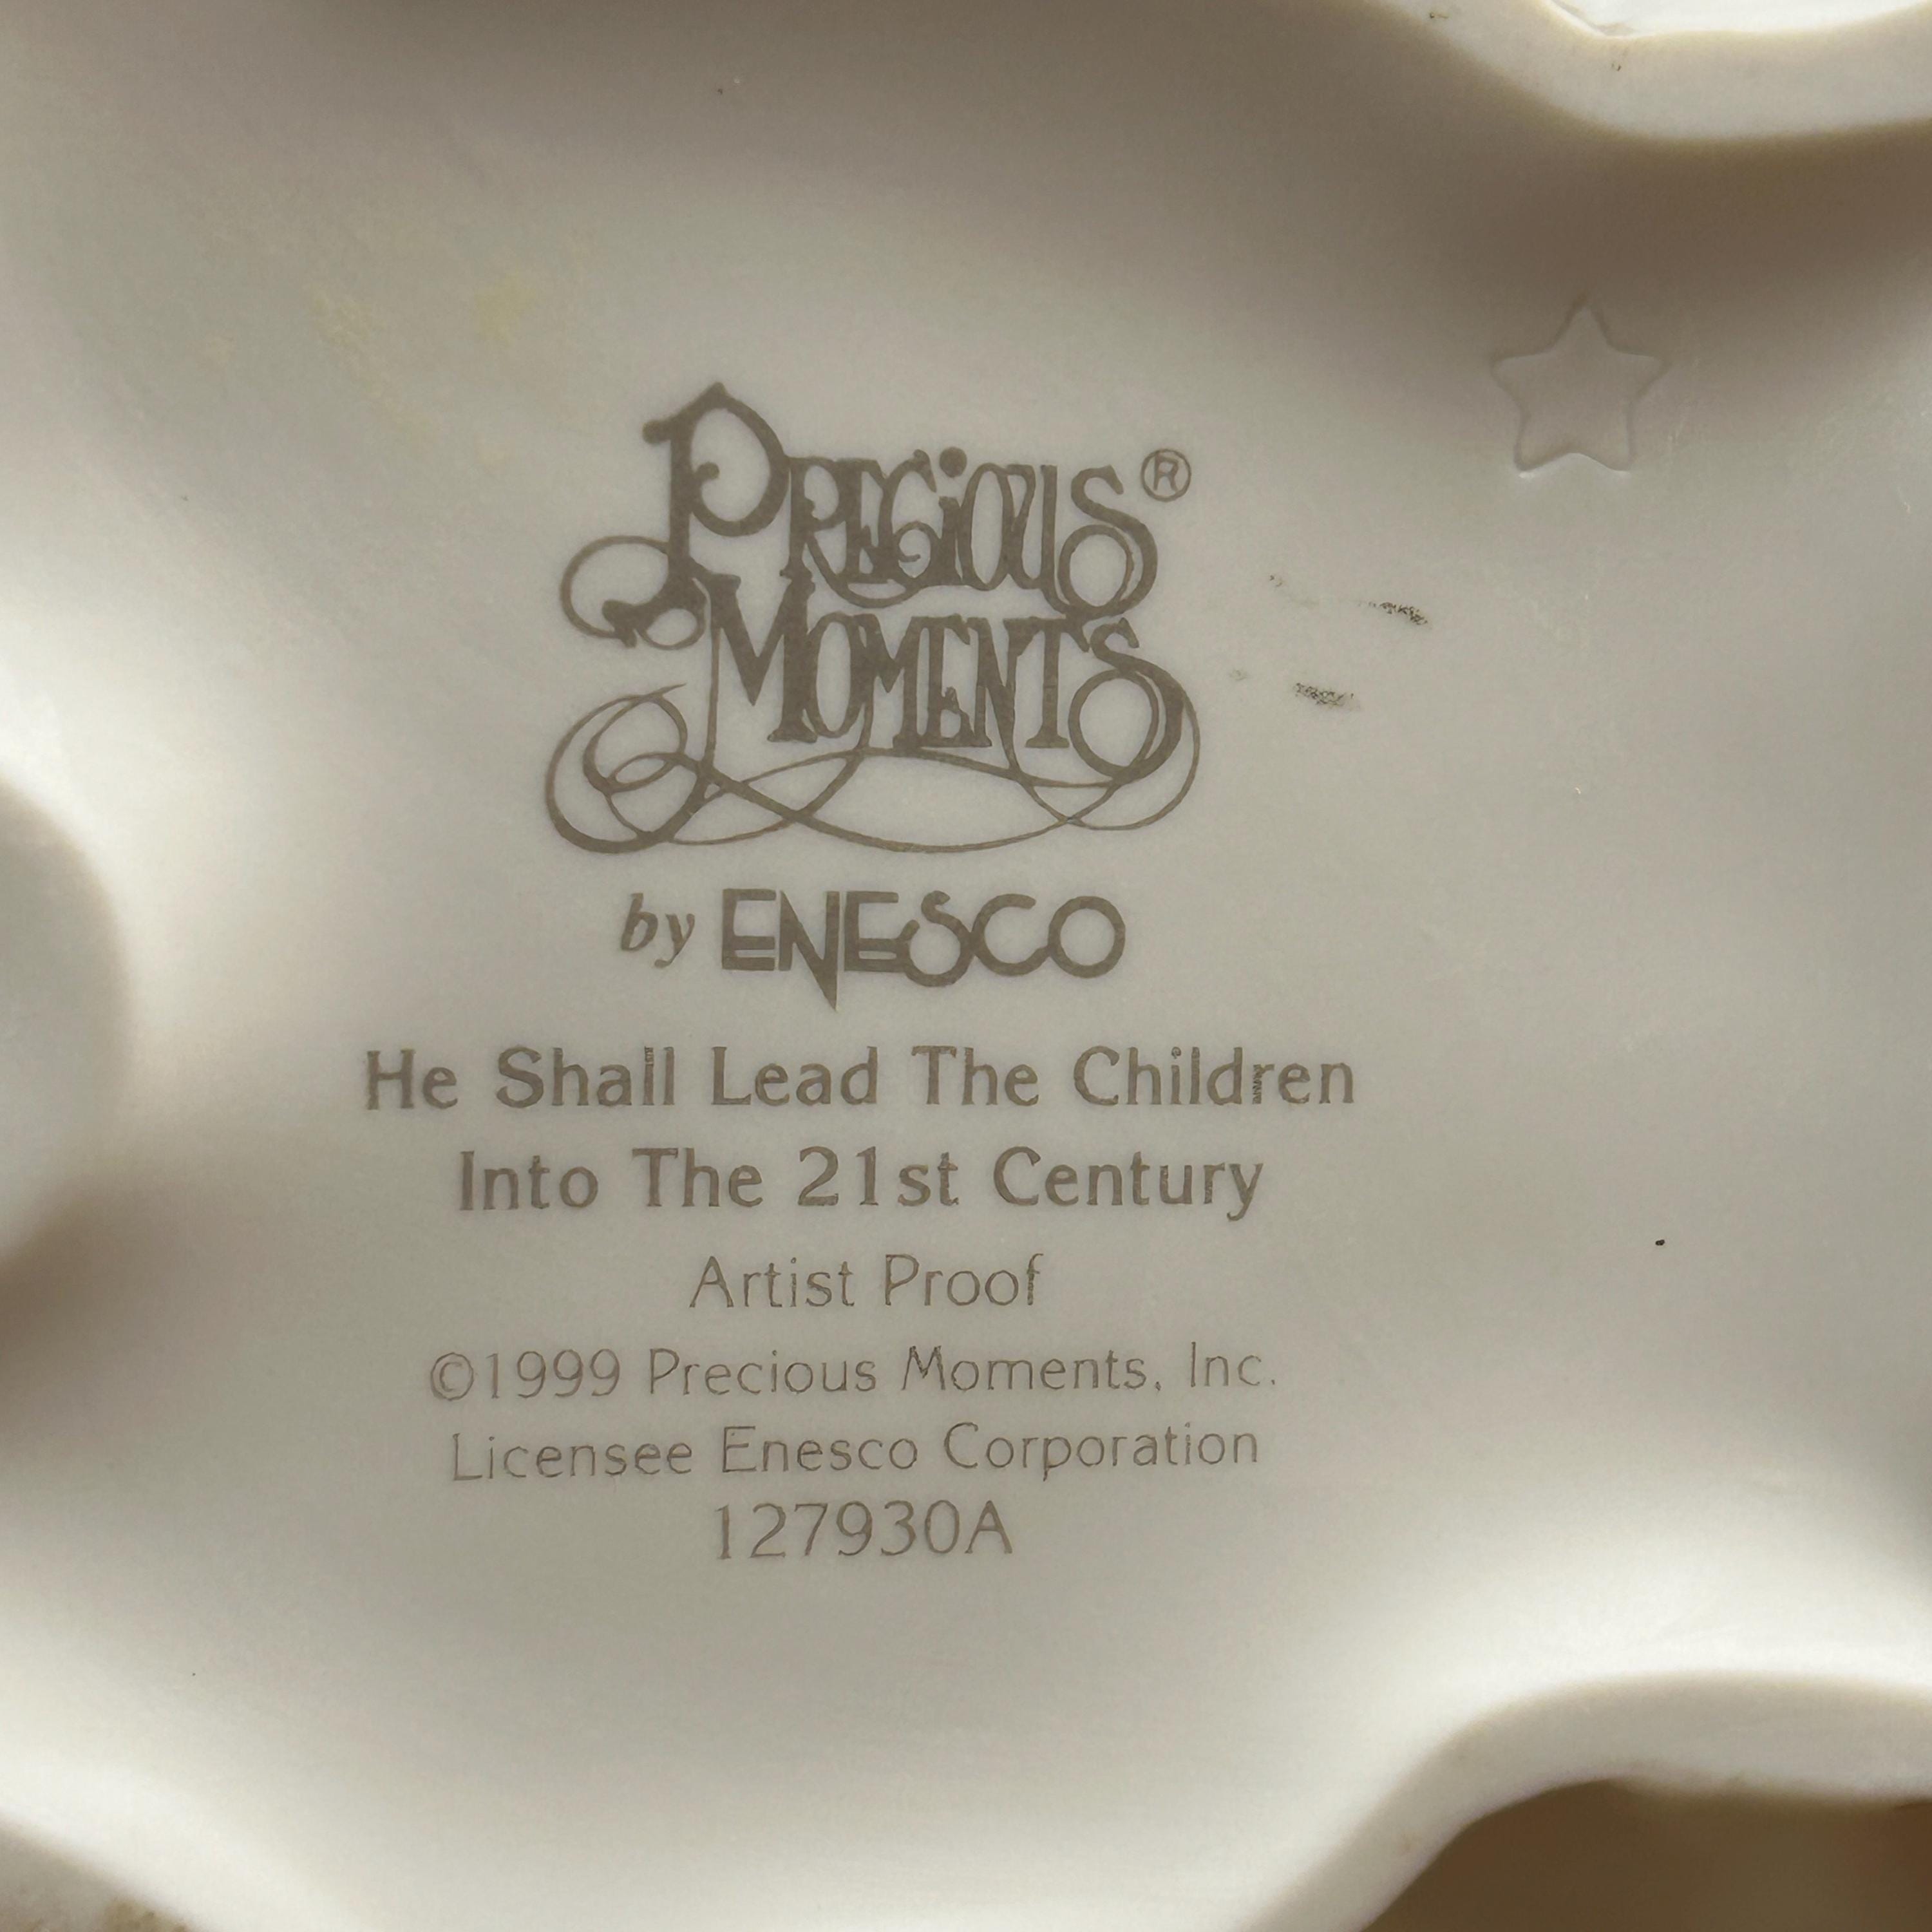 PRECIOUS®
MOMENTS
by ENESCO
He Shall Lead The Children
Into The 21st Century
Artist Proof
©1999 Precious Moments, Inc.
Licensee Enesco Corporation
127930A